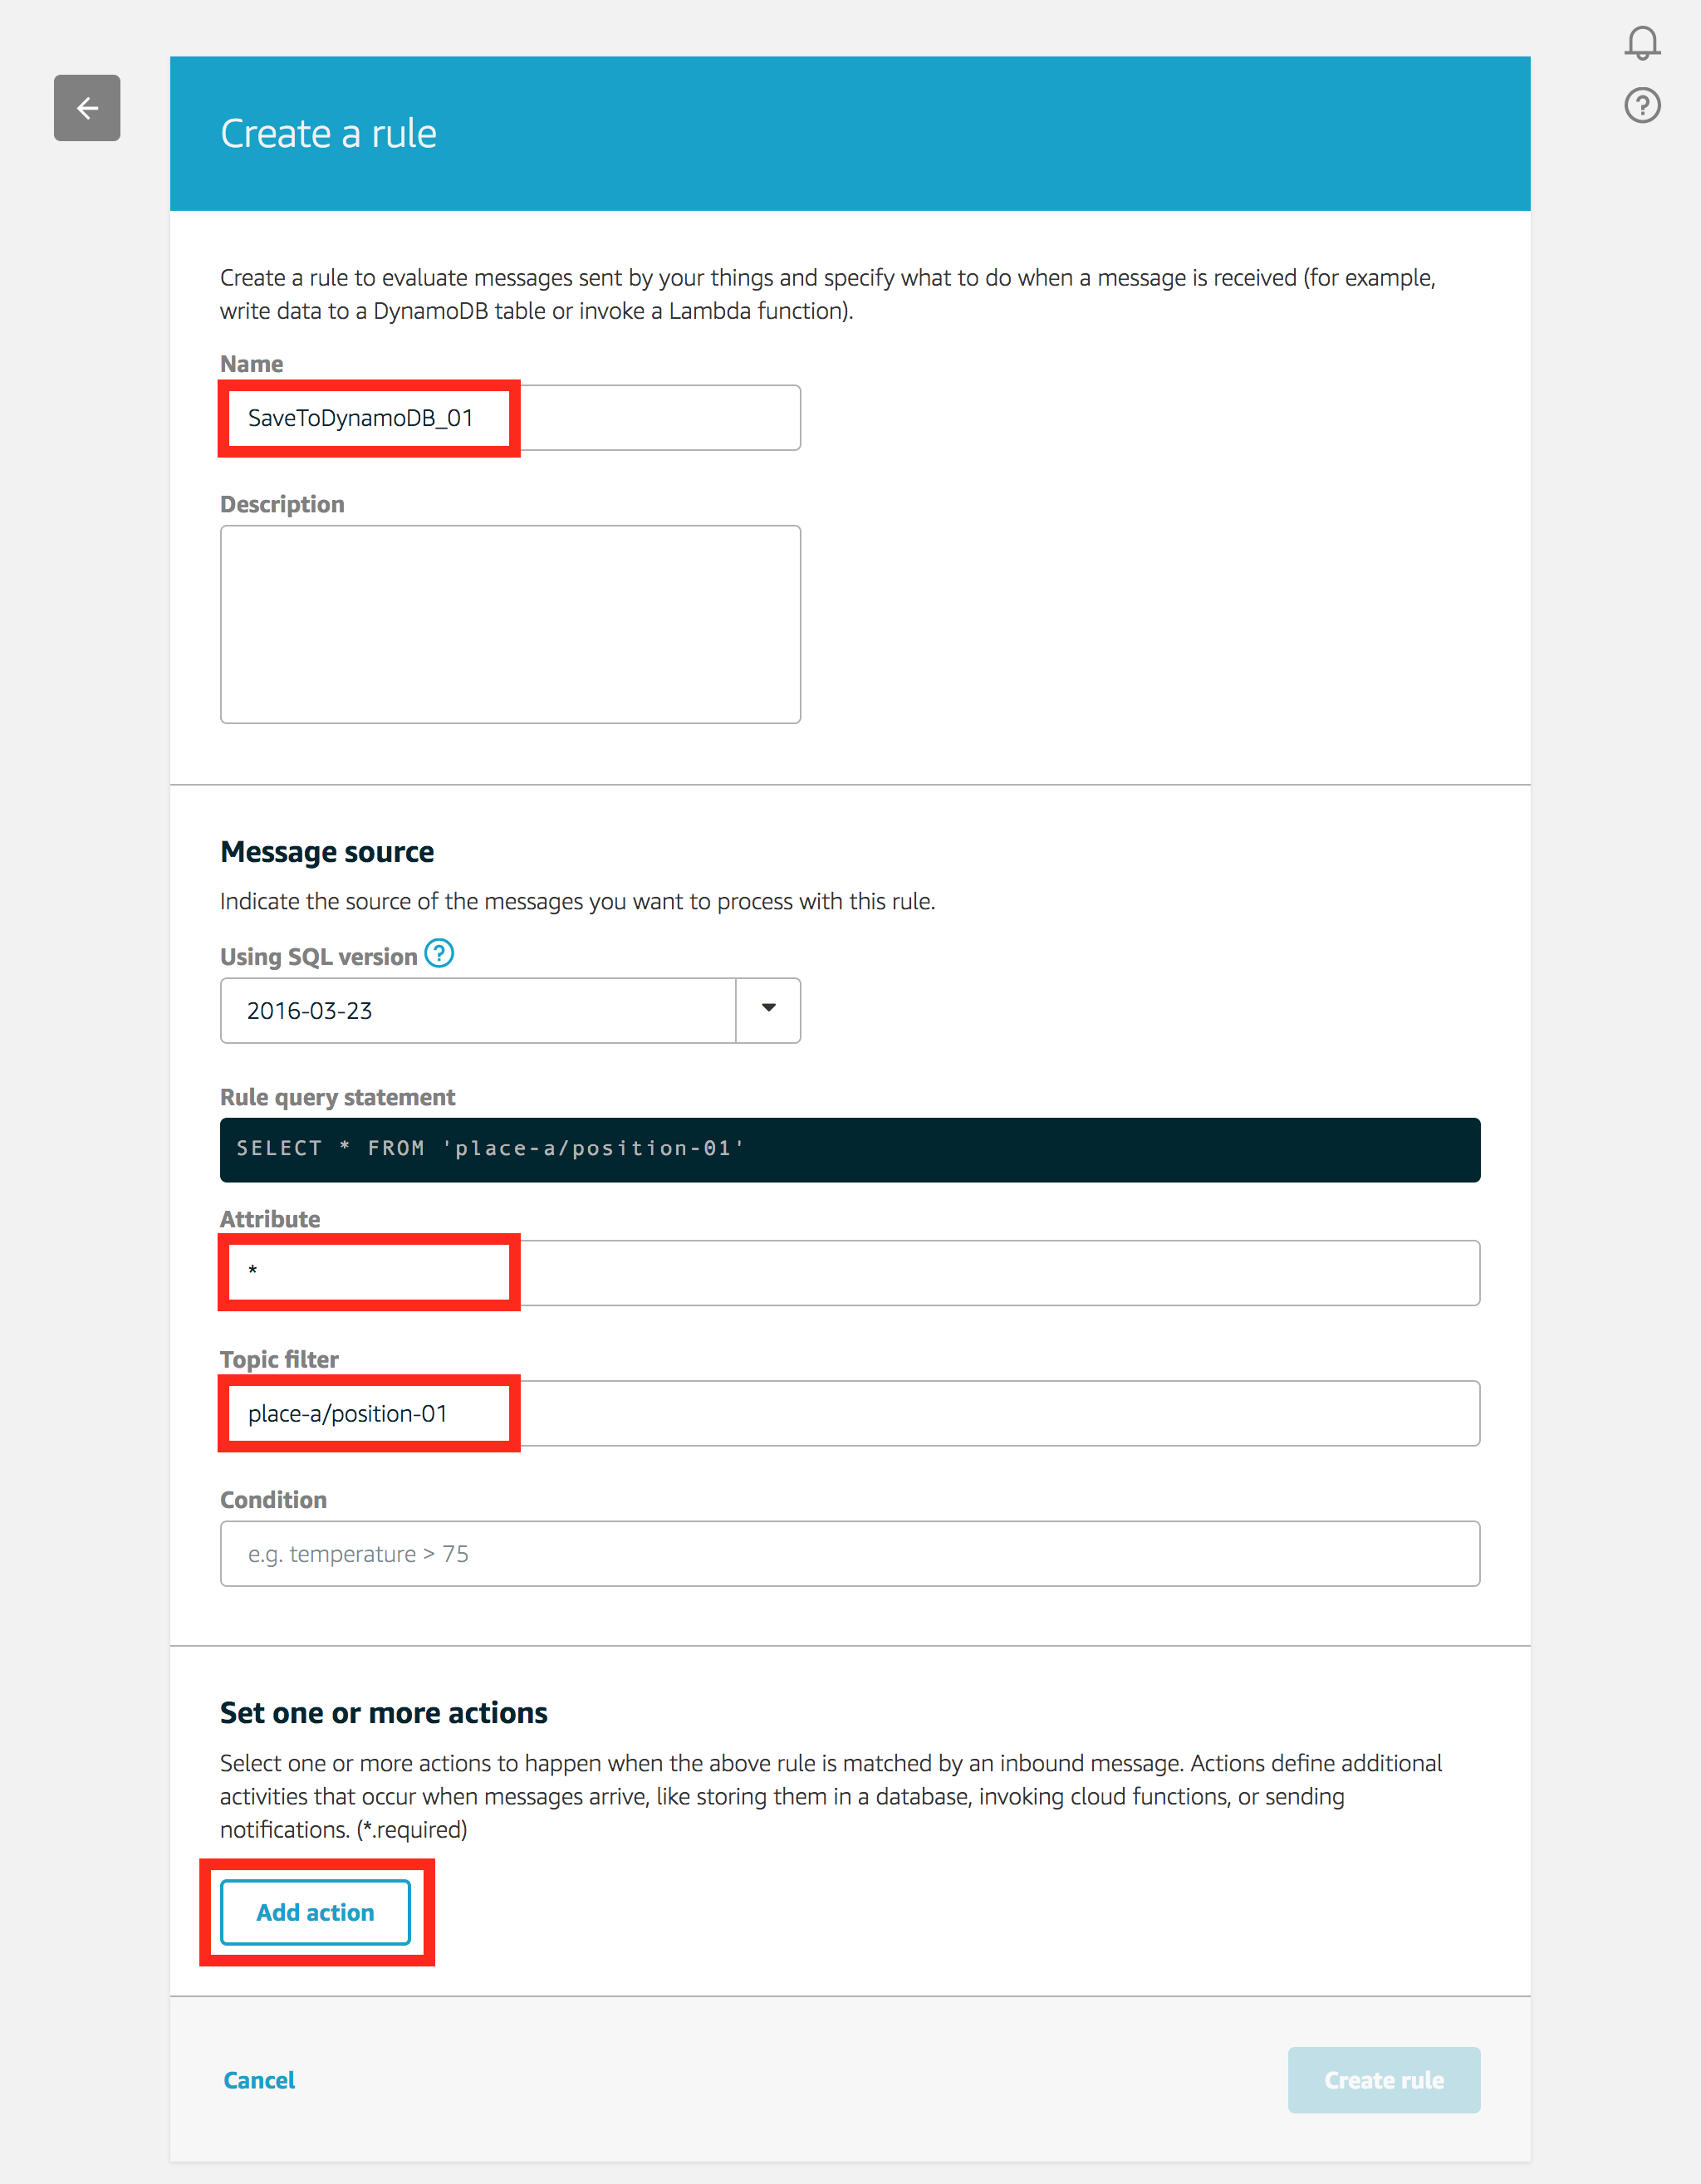 Create a rule
Create a rule to evaluate messages sent by your things and specify what to do when a message is received (for example,
write data to a DynamoDB table or invoke a Lambda function).
Name
SaveToDynamoDB_01
Description
Message source
Indicate the source of the messages you want to process with this rule.
Using SQL version ?
2016-03-23
Rule query statement
SELECT * FROM 'place-a/position-01'
Attribute
*
Topic filter
place-a/position-01
Condition
e.g. temperature > 75
Set one or more actions
Select one or more actions to happen when the above rule is matched by an inbound message. Actions define additional
activities that occur when messages arrive, like storing them in a database, invoking cloud functions, or sending
notifications. (*.required)
Add action
Cancel
Create rule